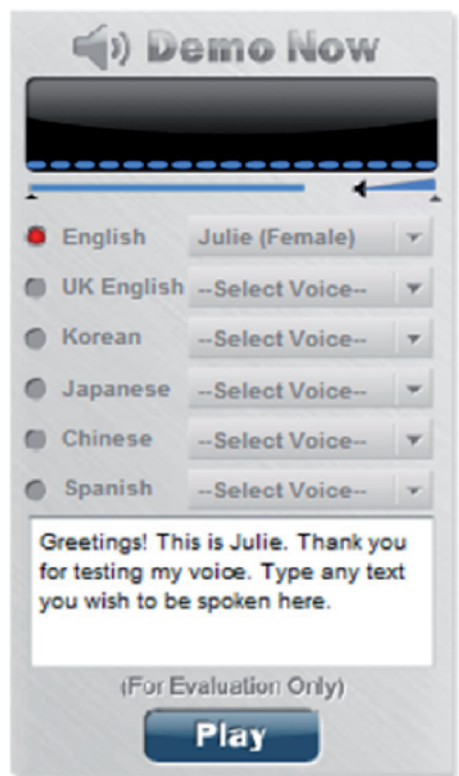 Demo Now
English Julie (Female)
UK English --Select Voice--
Korean --Select Voice--
Japanese --Select Voice--
Chinese --Select Voice--
Spanish --Select Voice--
Greetings! This is Julie. Thank you
for testing my voice. Type any text
you wish to be spoken here.
(For Evaluation Only)
Play